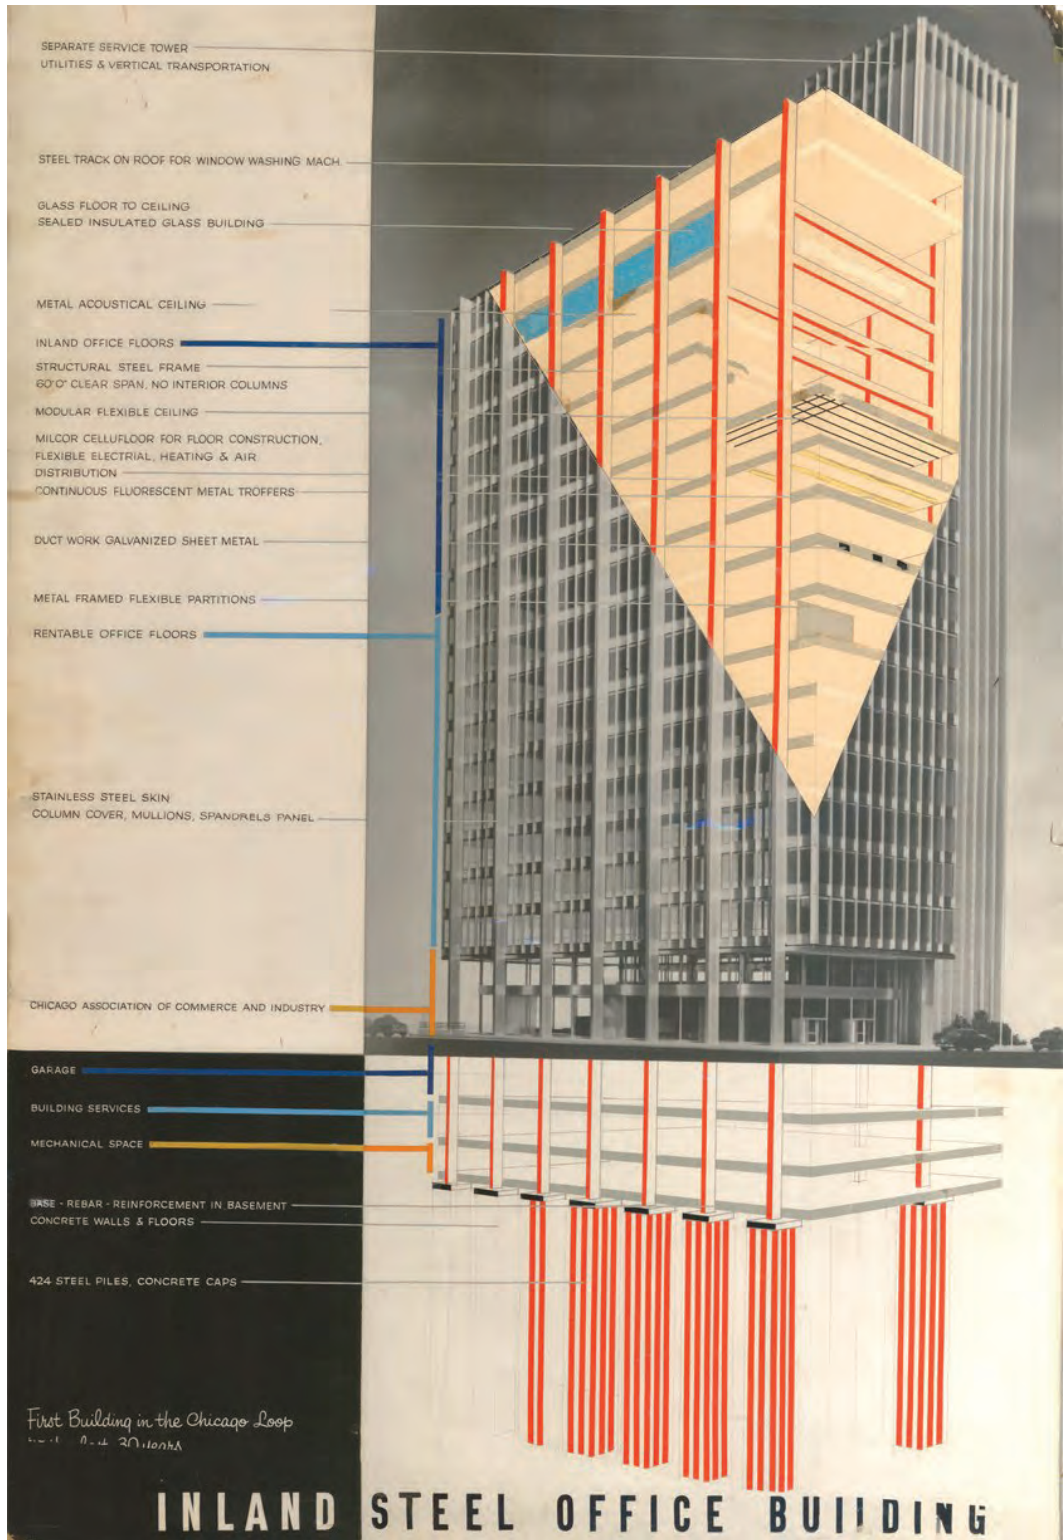 SEPARATE SERVICE TOWER
UTILITIES & VERTICAL TRANSPORTATION
STEEL TRACK ON ROOF FOR WINDOW WASHING MACH.
GLASS FLOOR TO CEILING
SEALED INSULATED GLASS BUILDING
METAL ACOUSTICAL CEILING
INLAND OFFICE FLOORS
STRUCTURAL STEEL FRAME
60'0" CLEAR SPAN, NO INTERIOR COLUMNS
MODULAR FLEXIBLE CEILING
MILCOR CELLUFLOOR FOR FLOOR CONSTRUCTION,
FLEXIBLE ELECTRIAL, HEATING & AIR
DISTRIBUTION
CONTINUOUS FLUORESCENT METAL TROFFERS
DUCT WORK GALVANIZED SHEET METAL
METAL FRAMED FLEXIBLE PARTITIONS
RENTABLE OFFICE FLOORS
STAINLESS STEEL SKIN
COLUMN COVER, MULLIONS, SPANDRELS PANEL
CHICAGO ASSOCIATION OF COMMERCE AND INDUSTRY
GARAGE
BUILDING SERVICES
MECHANICAL SPACE
BASE - REBAR - REINFORCEMENT IN BASEMENT
CONCRETE WALLS & FLOORS
424 STEEL PILES, CONCRETE CAPS
First Building in the Chicago Loop
30 years
INLAND STEEL OFFICE BUILDING